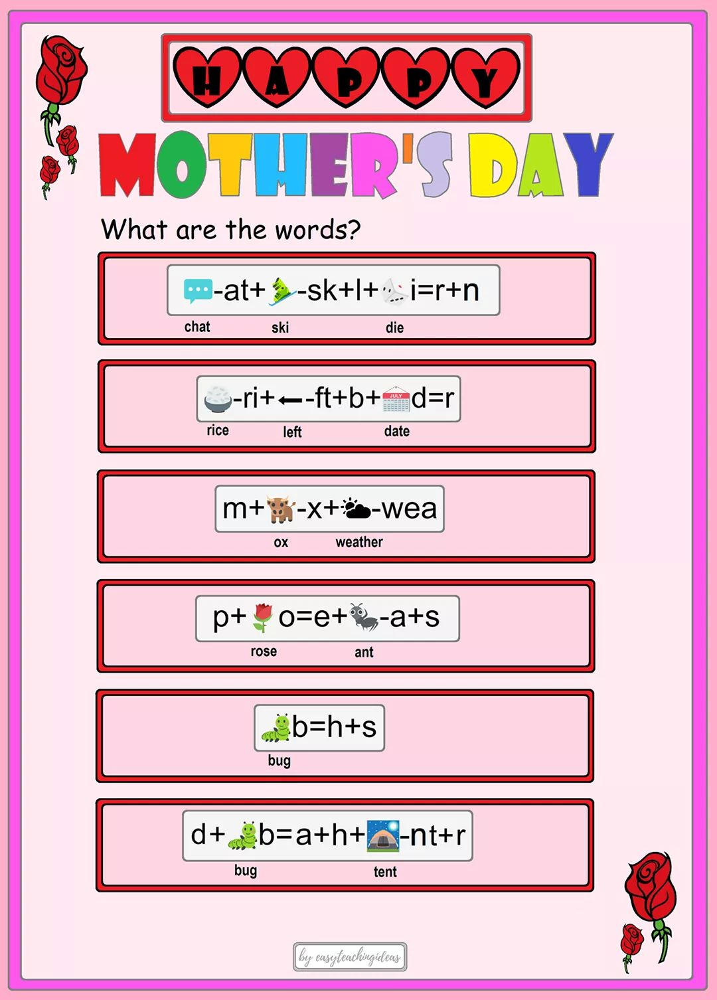 HAPPY
MOTHER'S DAY
What are the words?
-at+ -sk+l+ i=r+n
chat ski die
-ri+ -ft+b+ d=r
JULY
rice left date
m+ -x+ -wea
ox weather
p+ o=e+ -a+s
rose ant
b=h+s
bug
d+ b=a+h+ -nt+r
bug tent
by easyteachingideas